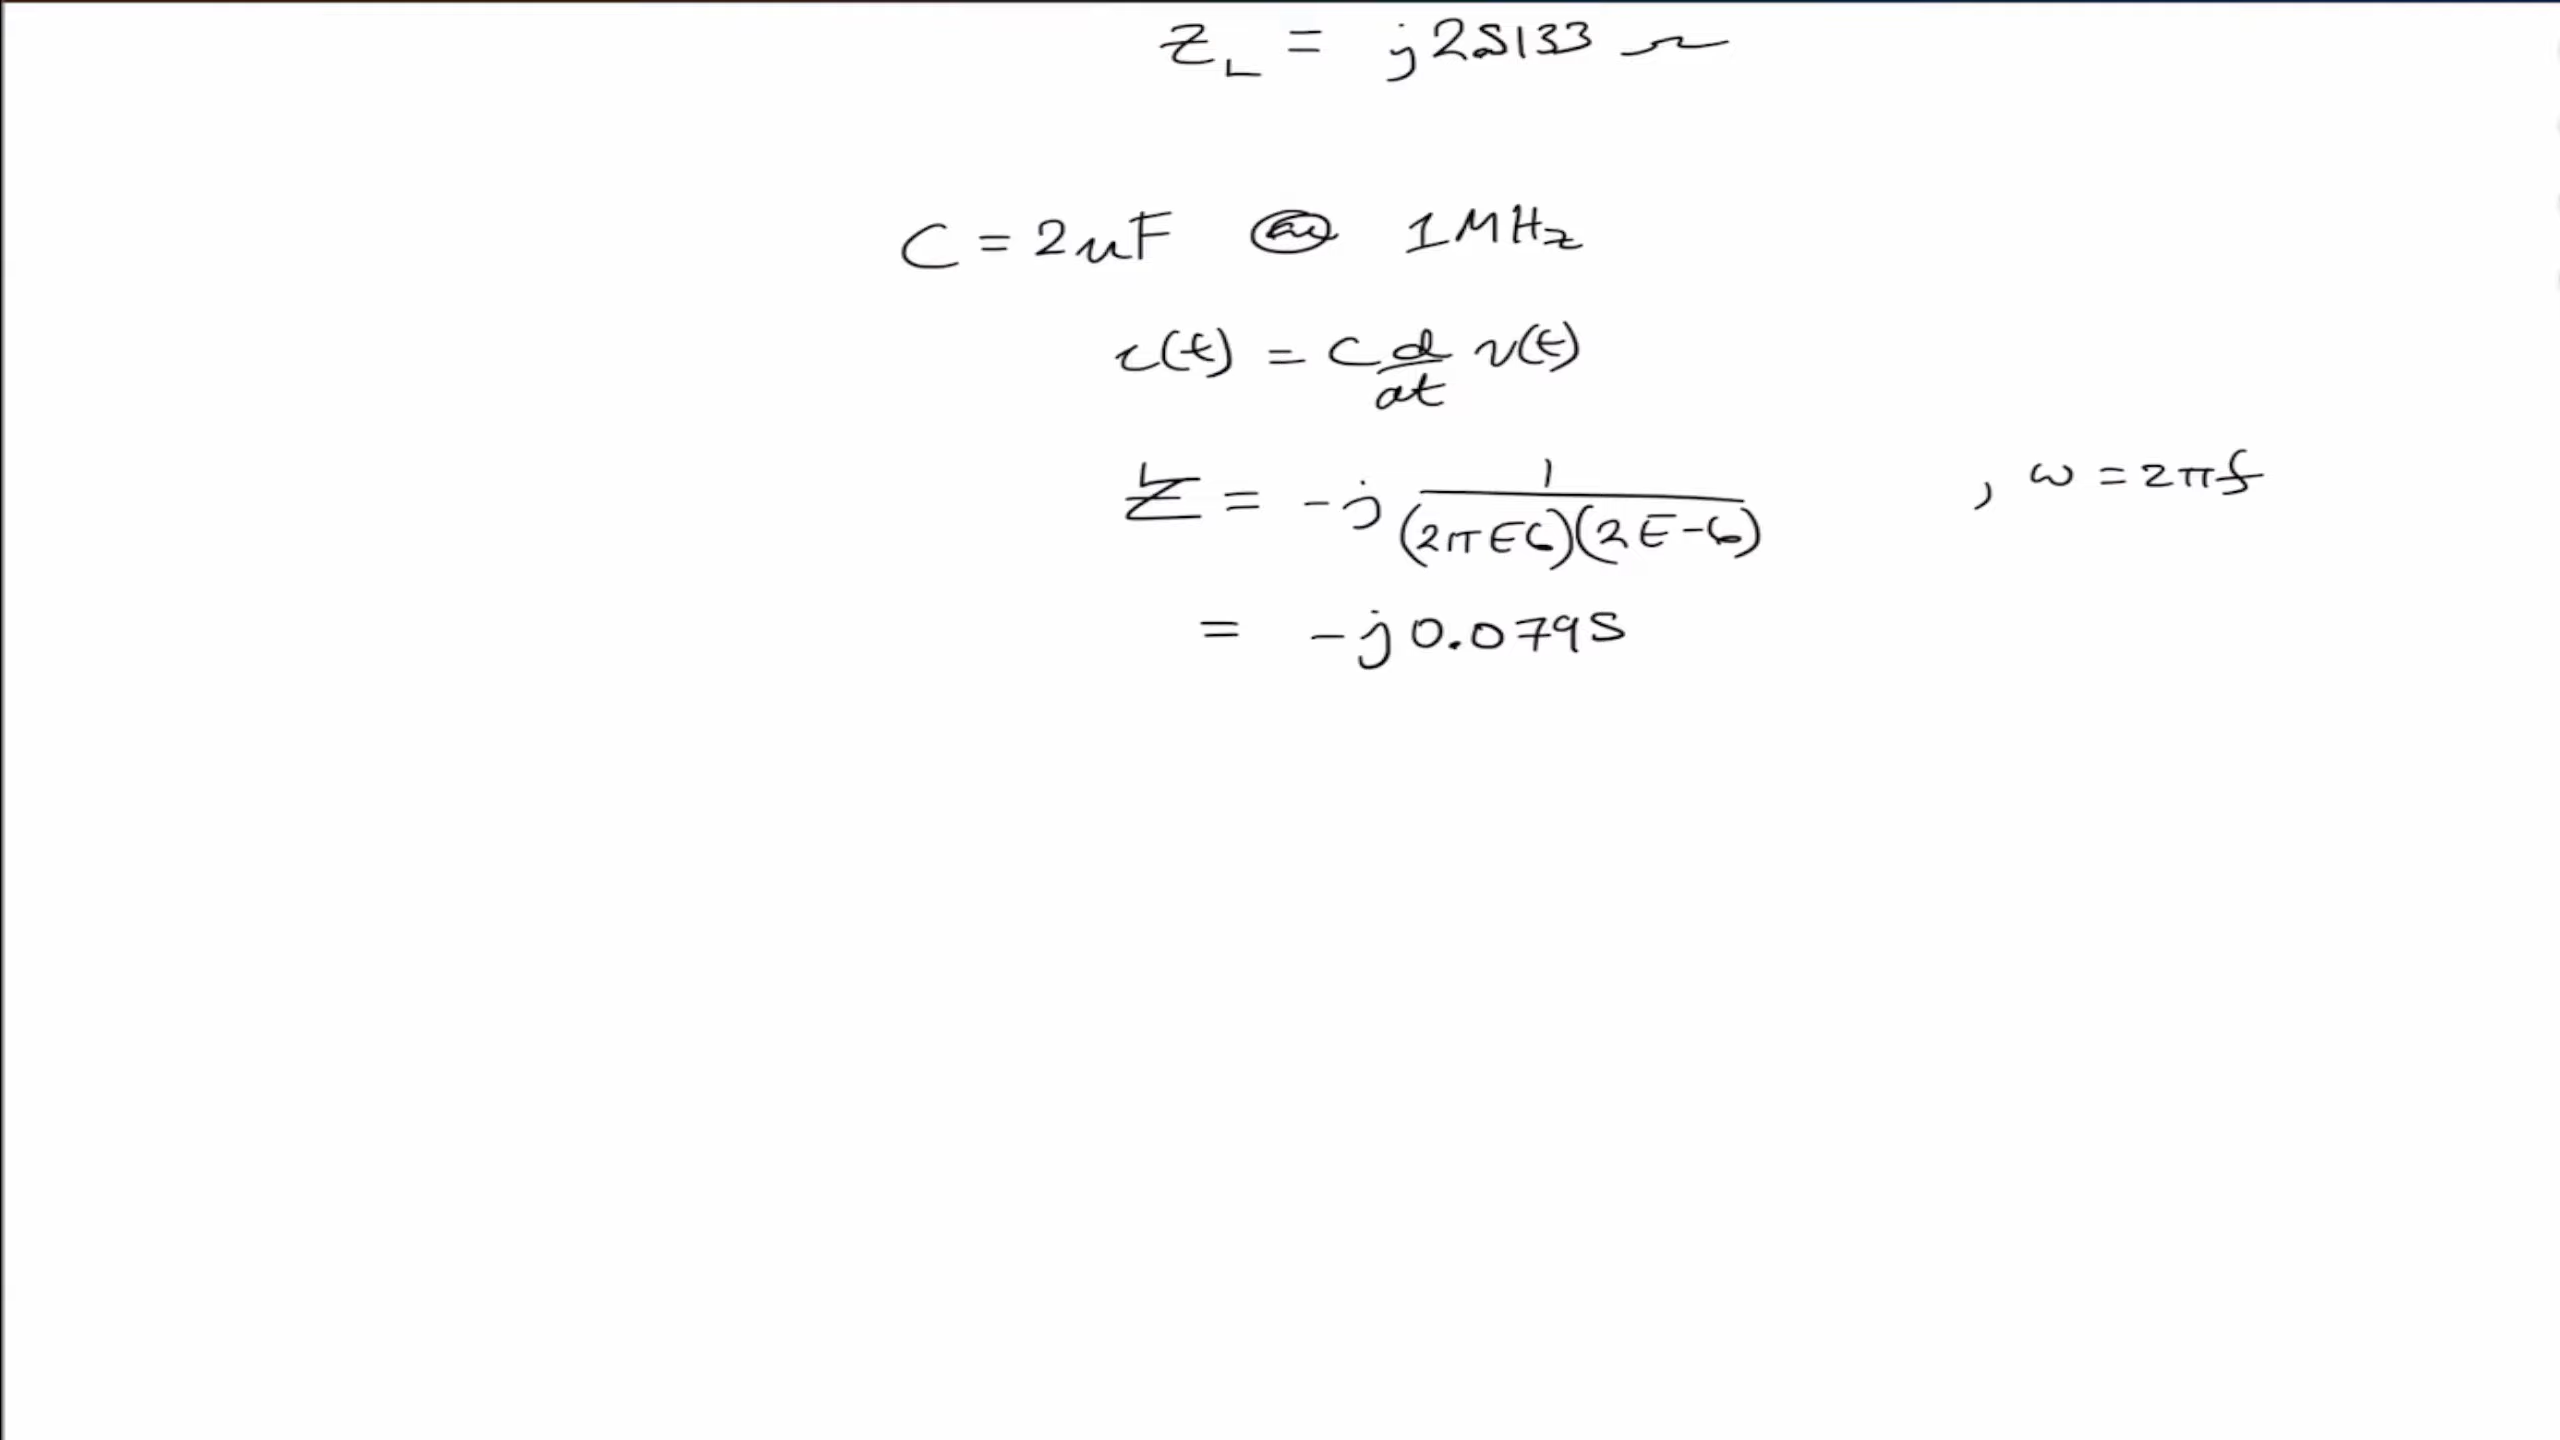 Z_L = j25133 Ω
C = 2uF @ 1MHz
i(t) = C d/dt v(t)
Z = -j 1/((2πE6)(2E-6)) , ω = 2πf
= -j0.0795